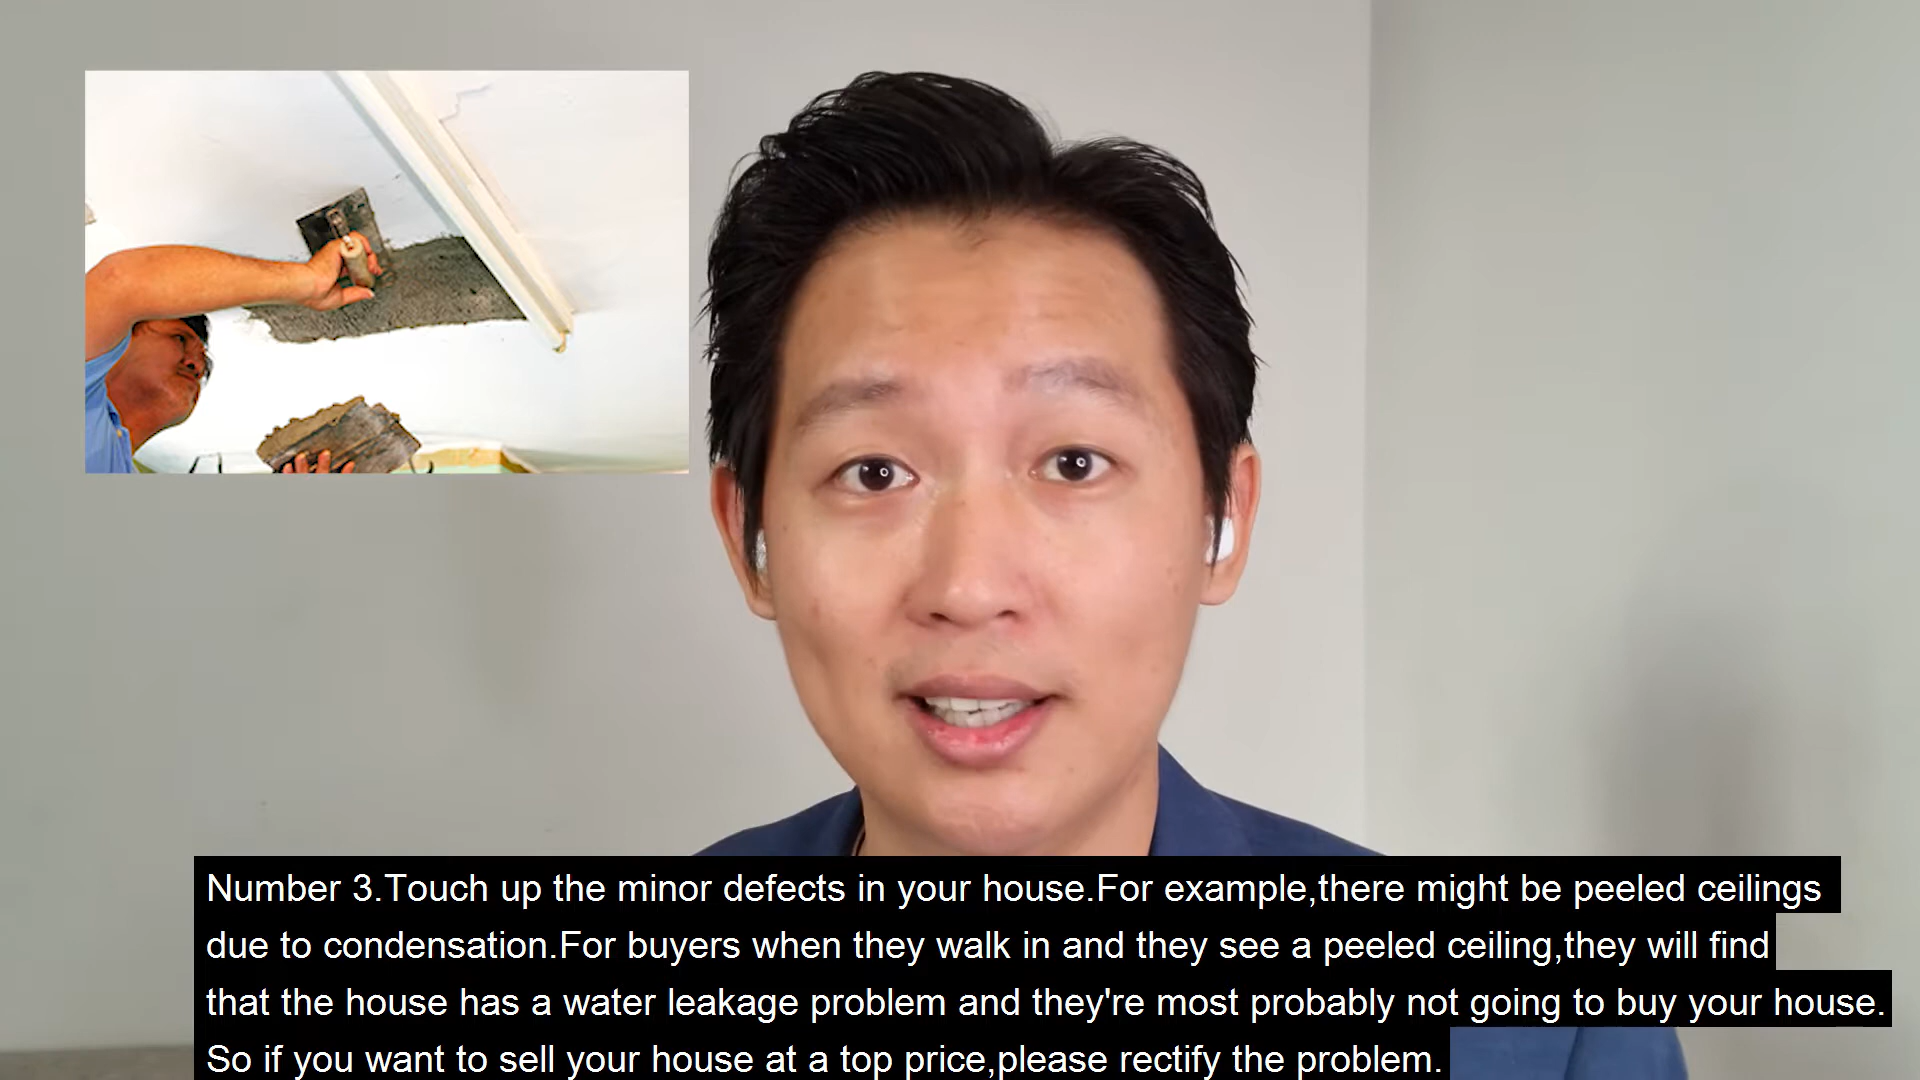 Number 3.Touch up the minor defects in your house.For example,there might be peeled ceilings
due to condensation.For buyers when they walk in and they see a peeled ceiling,they will find
that the house has a water leakage problem and they're most probably not going to buy your house.
So if you want to sell your house at a top price,please rectify the problem.